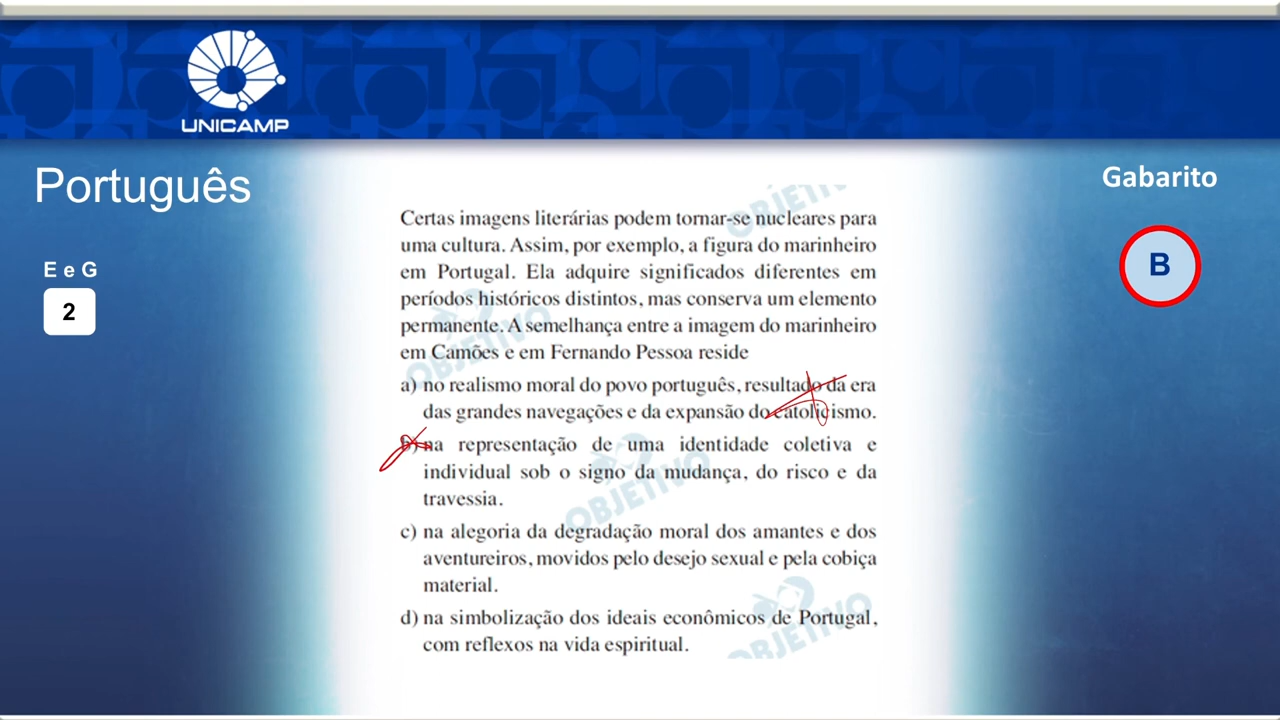 UNICAMP
Português
Gabarito
E e G
2
B
Certas imagens literárias podem tornar-se nucleares para
uma cultura. Assim, por exemplo, a figura do marinheiro
em Portugal. Ela adquire significados diferentes em
períodos históricos distintos, mas conserva um elemento
permanente. A semelhança entre a imagem do marinheiro
em Camões e em Fernando Pessoa reside
a) no realismo moral do povo português, resultado da era
das grandes navegações e da expansão do catolicismo.
b) na representação de uma identidade coletiva e
individual sob o signo da mudança, do risco e da
travessia.
c) na alegoria da degradação moral dos amantes e dos
aventureiros, movidos pelo desejo sexual e pela cobiça
material.
d) na simbolização dos ideais econômicos de Portugal,
com reflexos na vida espiritual.
OBJETIVO
OBJETIVO
OBJETIVO
OBJETIVO